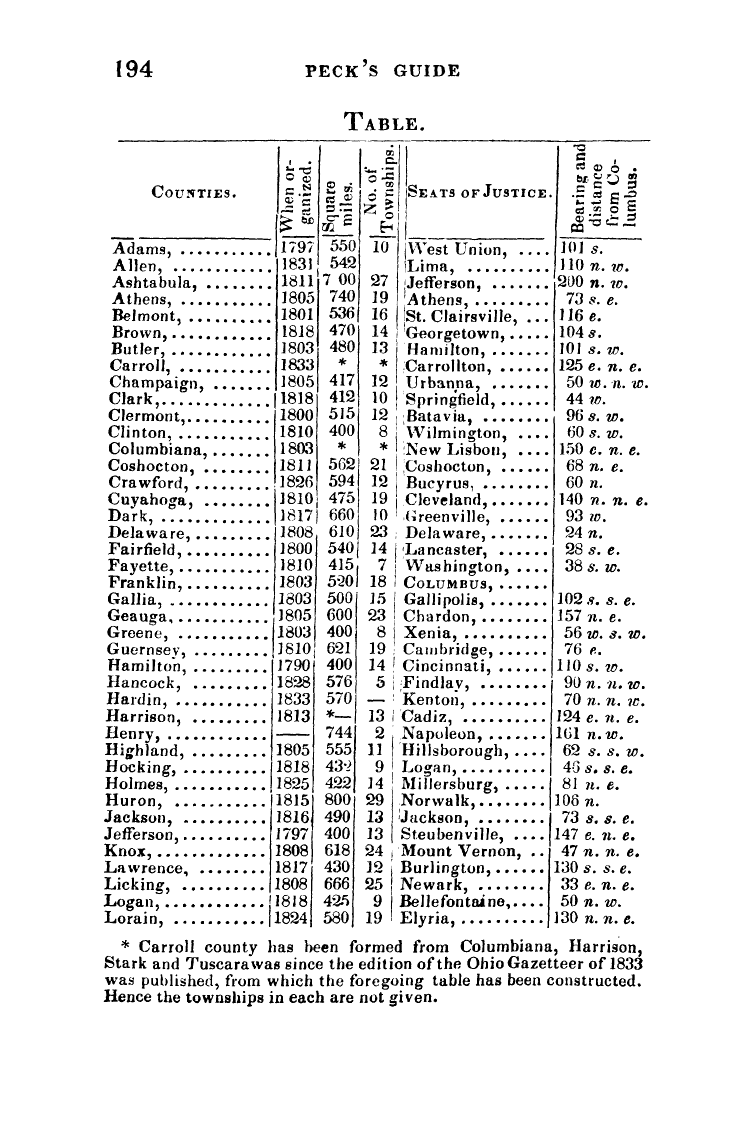 194 PECK'S GUIDE
TABLE.
COUNTIES. When organized. Square miles. No. of Townships. SEATS OF JUSTICE. Bearing and distance from Columbus.
Adams, ........... 1797 550 10 West Union, .... 101 s.
Allen, ............ 1831 542 Lima, .......... 110 n. w.
Ashtabula, ........ 1811 7 00 27 Jefferson, ....... 200 n. w.
Athens, ........... 1805 740 19 Athens, ......... 73 s. e.
Belmont, .......... 1801 536 16 St. Clairsville, ... 116 e.
Brown, ............ 1818 470 14 Georgetown, ..... 104 s.
Butler, ............ 1803 480 13 Hamilton, ....... 101 s. w.
Carroll, ........... 1833 * * Carrollton, ...... 125 e. n. e.
Champaign, ....... 1805 417 12 Urbanna, ....... 50 w. n. w.
Clark, ............. 1818 412 10 Springfield, ...... 44 w.
Clermont, .......... 1800 515 12 Batavia, ........ 96 s. w.
Clinton, ........... 1810 400 8 Wilmington, .... 60 s. w.
Columbiana, ....... 1803 * * New Lisbon, .... 150 e. n. e.
Coshocton, ........ 1811 562 21 Coshocton, ...... 68 n. e.
Crawford, ......... 1826 594 12 Bucyrus, ........ 60 n.
Cuyahoga, ........ 1810 475 19 Cleveland, ....... 140 n. n. e.
Dark, ............. 1817 660 10 Greenville, ...... 93 w.
Delaware, ......... 1808 610 23 Delaware, ....... 24 n.
Fairfield, .......... 1800 540 14 Lancaster, ...... 28 s. e.
Fayette, ........... 1810 415 7 Washington, .... 38 s. w.
Franklin, .......... 1803 520 18 COLUMBUS, ......
Gallia, ............ 1803 500 15 Gallipolis, ....... 102 s. s. e.
Geauga, ........... 1805 600 23 Chardon, ........ 157 n. e.
Greene, ........... 1803 400 8 Xenia, .......... 56 w. s. w.
Guernsey, ......... 1810 621 19 Cambridge, ...... 76 e.
Hamilton, ......... 1790 400 14 Cincinnati, ...... 110 s. w.
Hancock, ......... 1828 576 5 Findlay, ........ 90 n. n. w.
Hardin, ........... 1833 570 — Kenton, ......... 70 n. n. w.
Harrison, ......... 1813 *— 13 Cadiz, .......... 124 e. n. e.
Henry, ............ — 744 2 Napoleon, ....... 161 n. w.
Highland, ......... 1805 555 11 Hillsborough, .... 62 s. s. w.
Hocking, .......... 1818 432 9 Logan, .......... 46 s. s. e.
Holmes, ........... 1825 422 14 Millersburg, ..... 81 n. e.
Huron, ........... 1815 800 29 Norwalk, ........ 106 n.
Jackson, .......... 1816 490 13 Jackson, ........ 73 s. s. e.
Jefferson, .......... 1797 400 13 Steubenville, .... 147 e. n. e.
Knox, ............. 1808 618 24 Mount Vernon, .. 47 n. n. e.
Lawrence, ........ 1817 430 12 Burlington, ...... 130 s. s. e.
Licking, .......... 1808 666 25 Newark, ........ 33 e. n. e.
Logan, ............ 1818 425 9 Bellefontaine, .... 50 n. w.
Lorain, ........... 1824 580 19 Elyria, .......... 130 n. n. e.
* Carroll county has been formed from Columbiana, Harrison,
Stark and Tuscarawas since the edition of the Ohio Gazetteer of 1833
was published, from which the foregoing table has been constructed.
Hence the townships in each are not given.